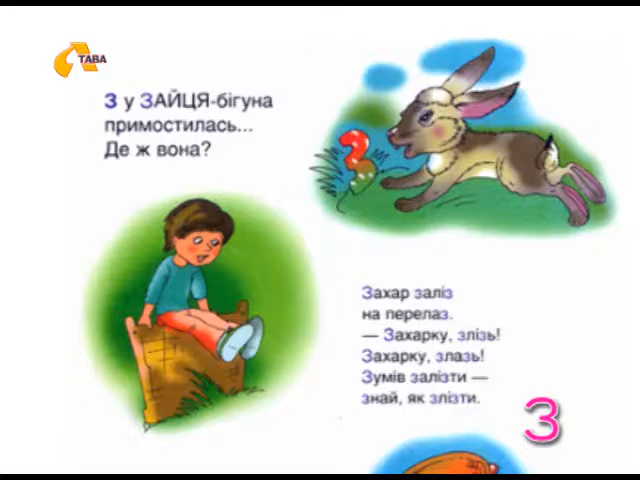 ТАВА
З у ЗАЙЦЯ-бігуна
примостилась...
Де ж вона?
З
Захар заліз
на перелаз.
— Захарку, злізь!
Захарку, злазь!
Зумів залізти —
знай, як злізти.
З